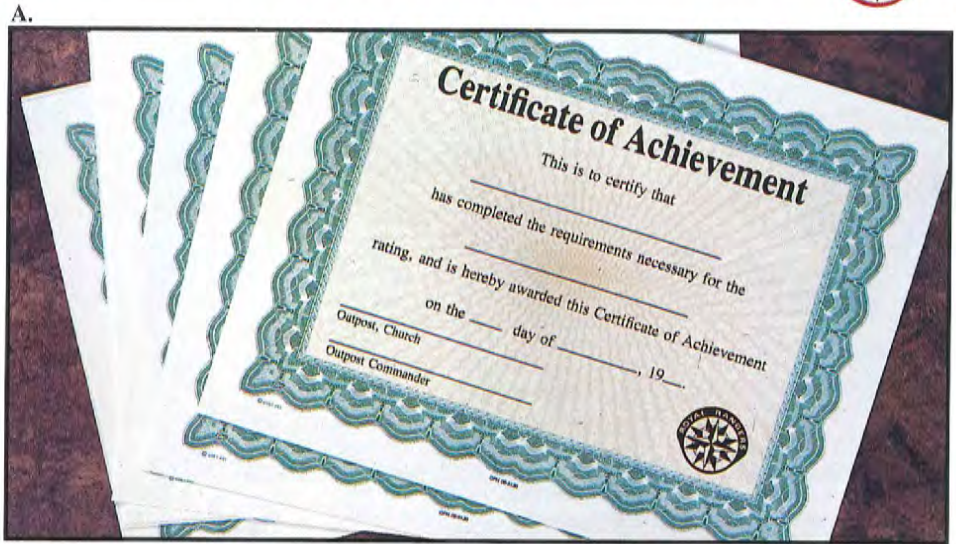 A.
Certificate of Achievement
This is to certify that
has completed the requirements necessary for the
rating, and is hereby awarded this Certificate of Achievement
on the ____ day of ________, 19__.
Outpost, Church
Outpost Commander
ROYAL RANGERS